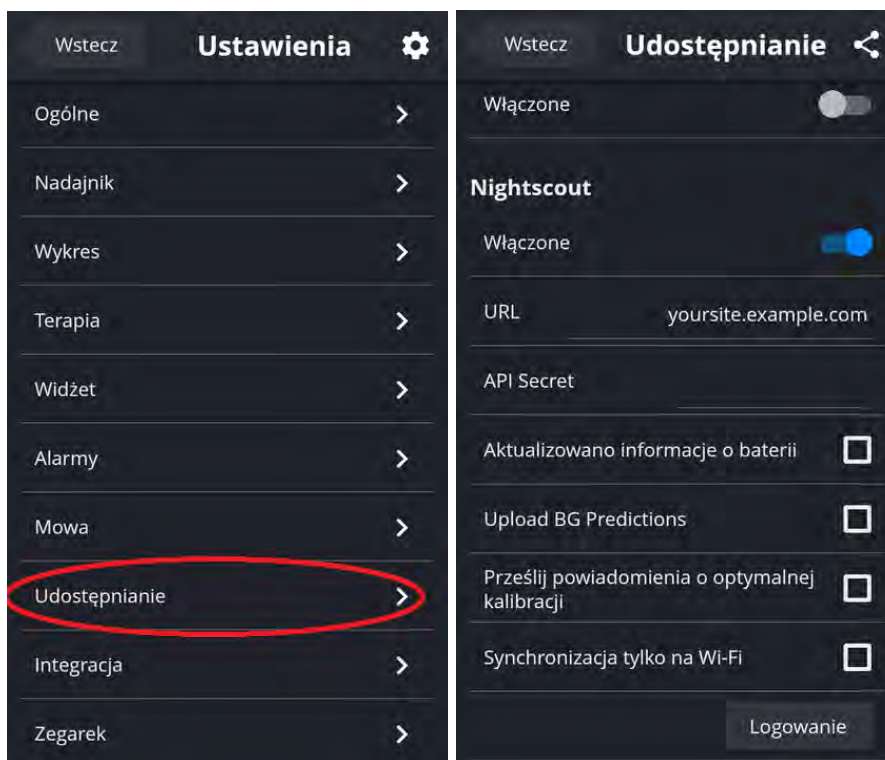 Wstecz
Ustawienia
Ogólne
Nadajnik
Wykres
Terapia
Widżet
Alarmy
Mowa
Udostępnianie
Integracja
Zegarek
Wstecz
Udostępnianie
Włączone
Nightscout
Włączone
URL
yoursite.example.com
API Secret
Aktualizowano informacje o baterii
Upload BG Predictions
Prześlij powiadomienia o optymalnej
kalibracji
Synchronizacja tylko na Wi-Fi
Logowanie